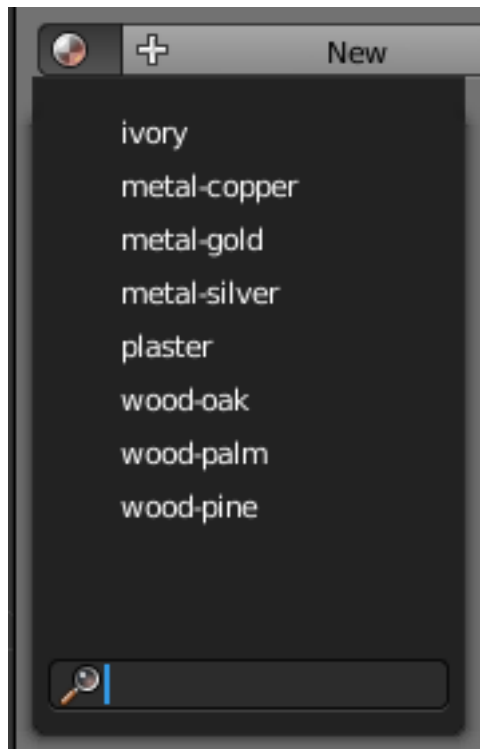 New
ivory
metal-copper
metal-gold
metal-silver
plaster
wood-oak
wood-palm
wood-pine